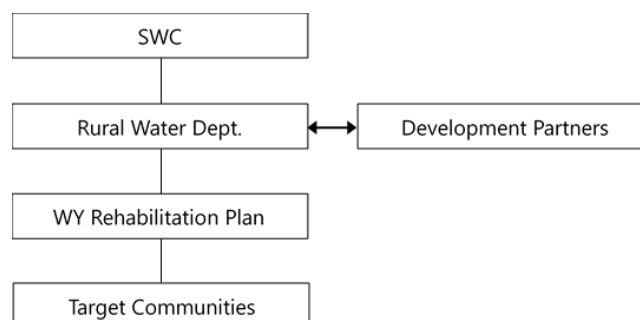 SWC
Rural Water Dept.
Development Partners
WY Rehabilitation Plan
Target Communities